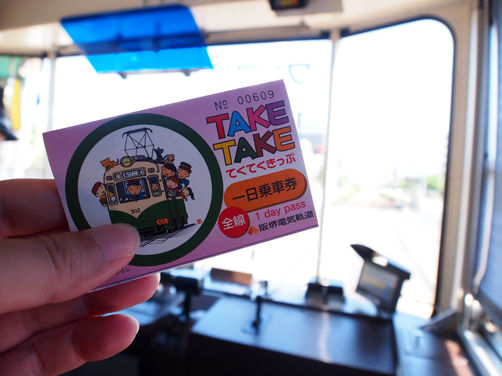 No 00609
TAKE
TAKE
てくてくきっぷ
一日乗車券
全線
1 day pass
阪堺電気軌道
502